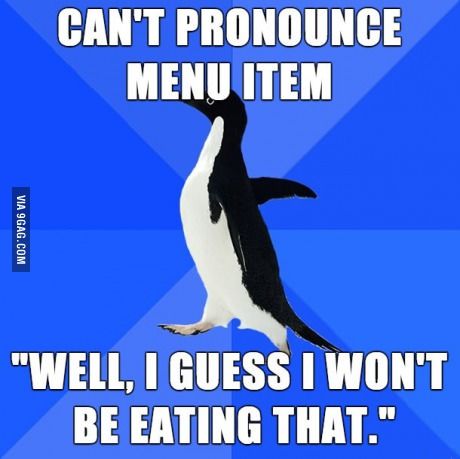 CAN'T PRONOUNCE
MENU ITEM
VIA 9GAG.COM
"WELL, I GUESS I WON'T
BE EATING THAT."